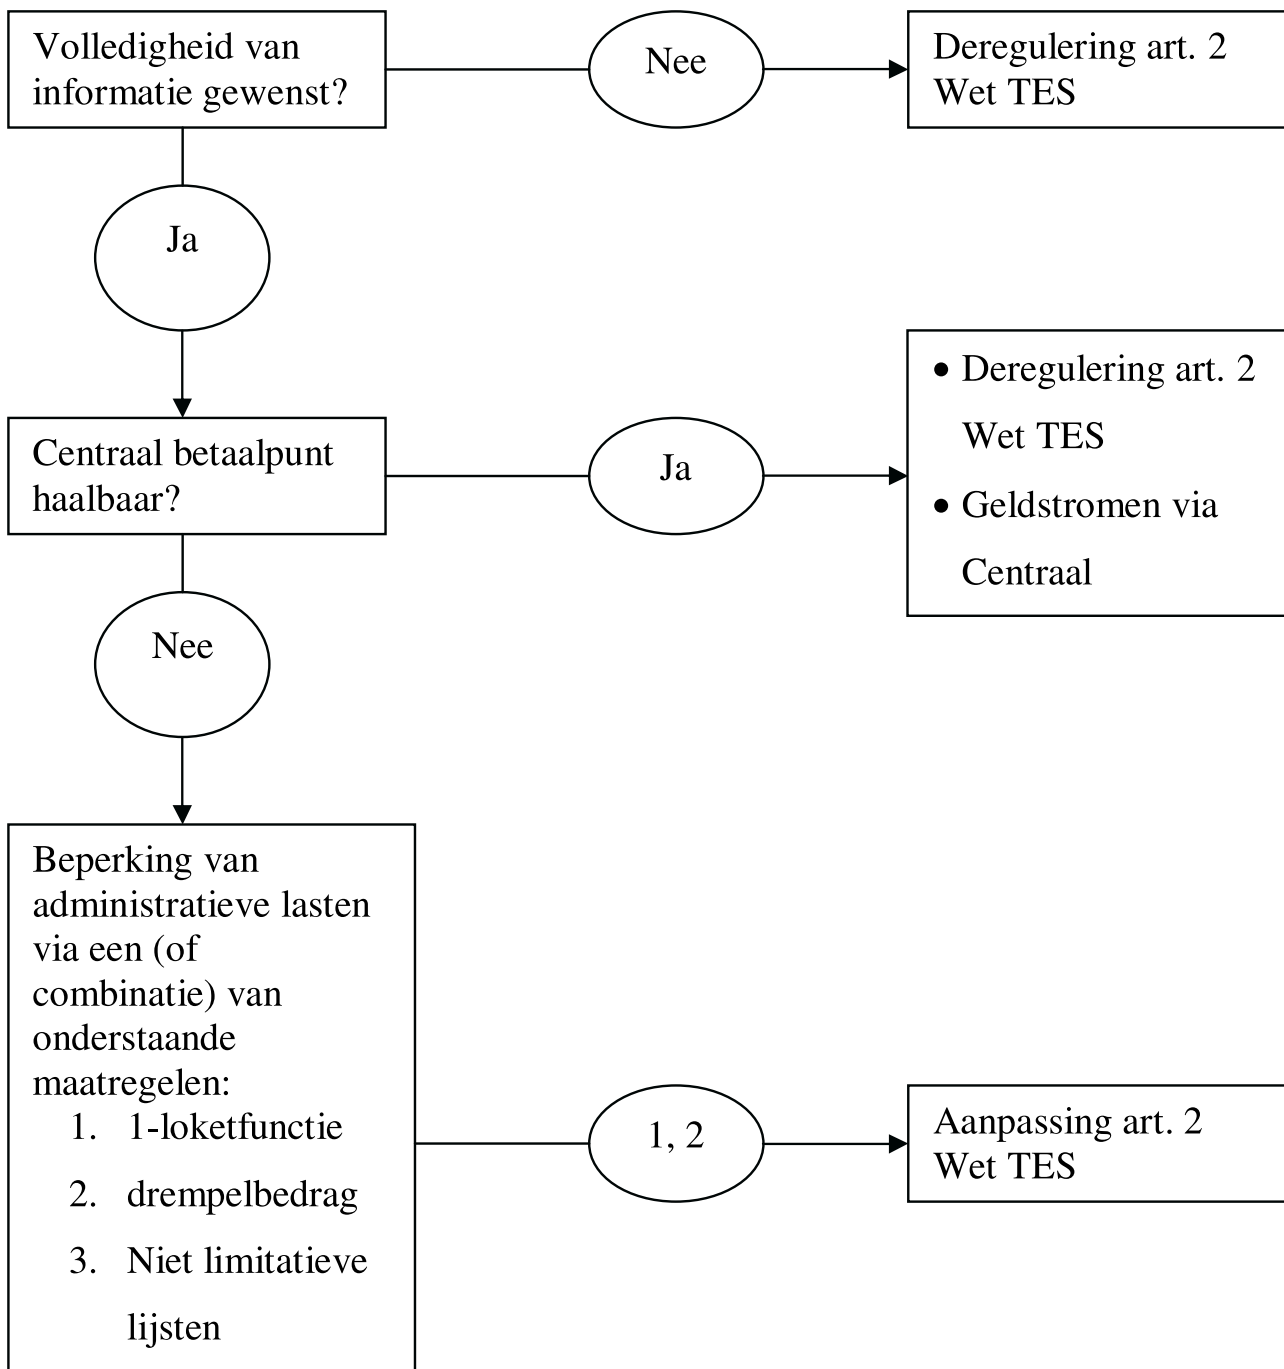 Volledigheid van
informatie gewenst?
Nee
Deregulering art. 2
Wet TES
Ja
Centraal betaalpunt
haalbaar?
Ja
• Deregulering art. 2
Wet TES
• Geldstromen via
Centraal
Nee
Beperking van
administratieve lasten
via een (of
combinatie) van
onderstaande
maatregelen:
1. 1-loketfunctie
2. drempelbedrag
3. Niet limitatieve
lijsten
1, 2
Aanpassing art. 2
Wet TES